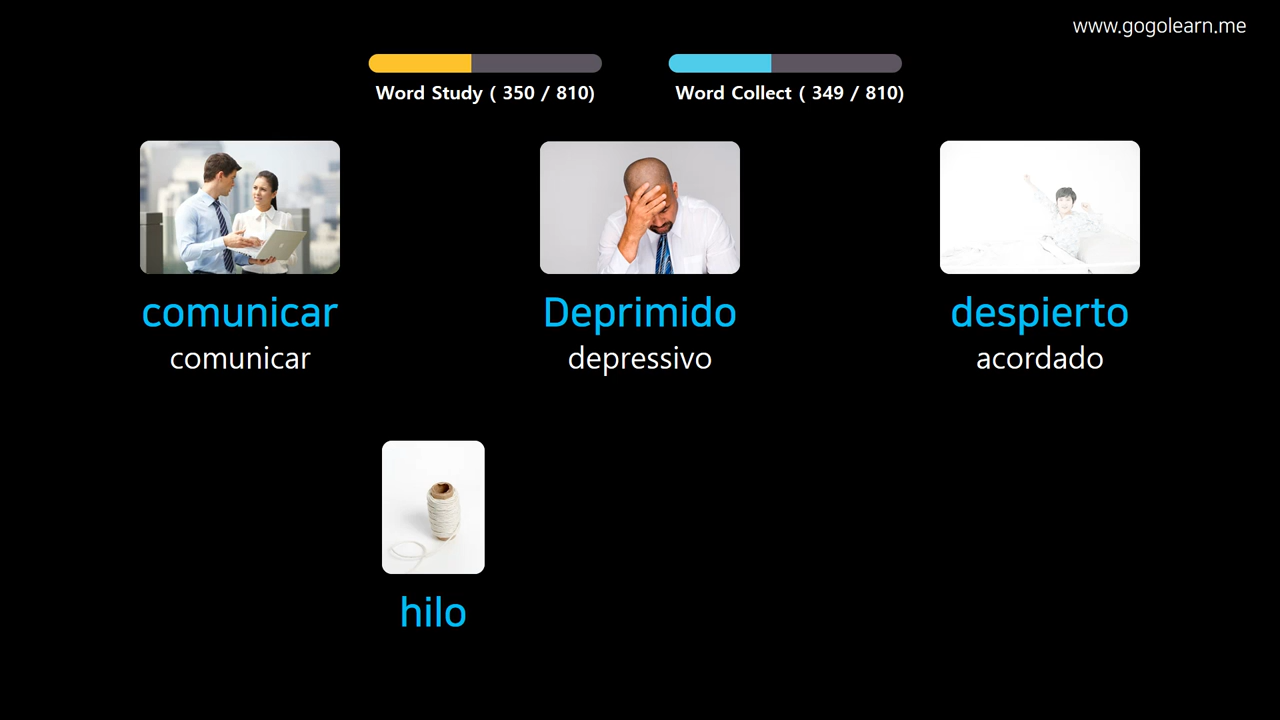 www.gogolearn.me
Word Study ( 350 / 810)
Word Collect ( 349 / 810)
comunicar
comunicar
Deprimido
depressivo
despierto
acordado
hilo